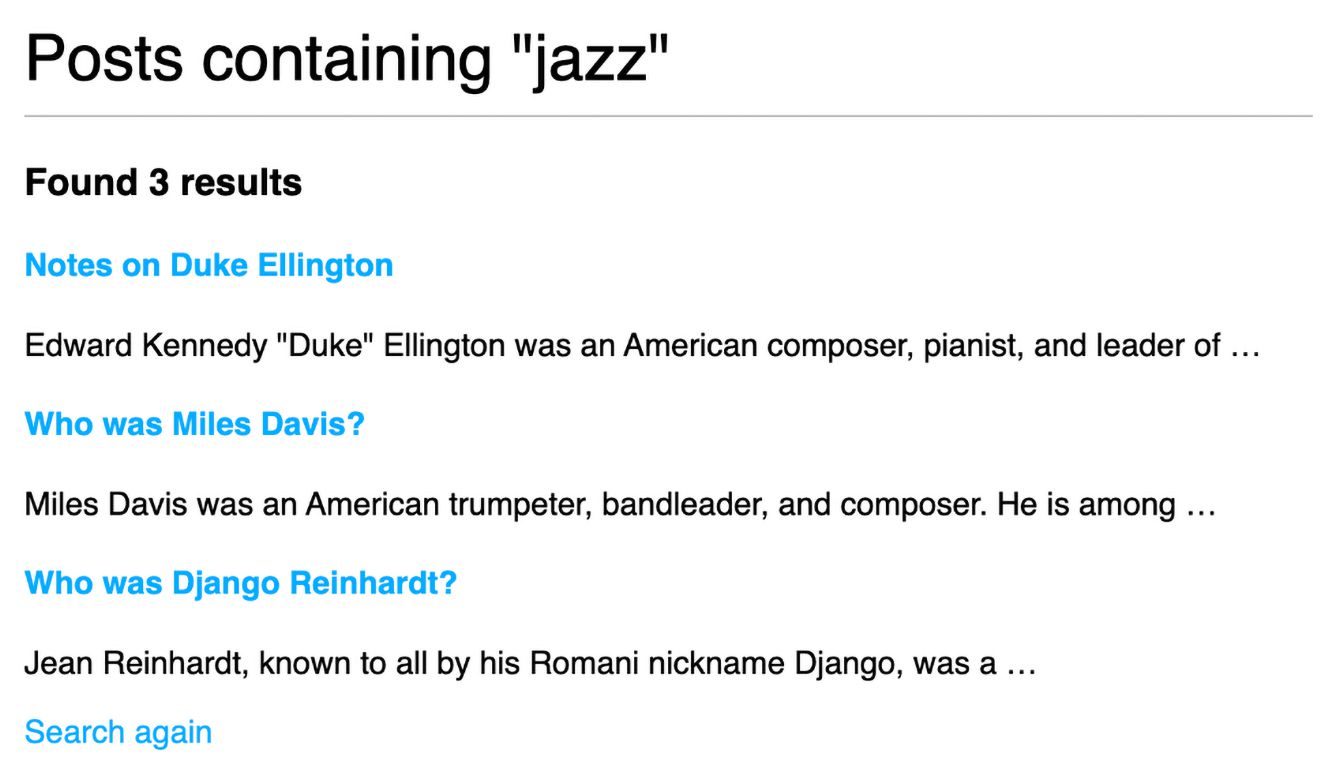 Posts containing "jazz"
Found 3 results
Notes on Duke Ellington
Edward Kennedy "Duke" Ellington was an American composer, pianist, and leader of …
Who was Miles Davis?
Miles Davis was an American trumpeter, bandleader, and composer. He is among …
Who was Django Reinhardt?
Jean Reinhardt, known to all by his Romani nickname Django, was a …
Search again